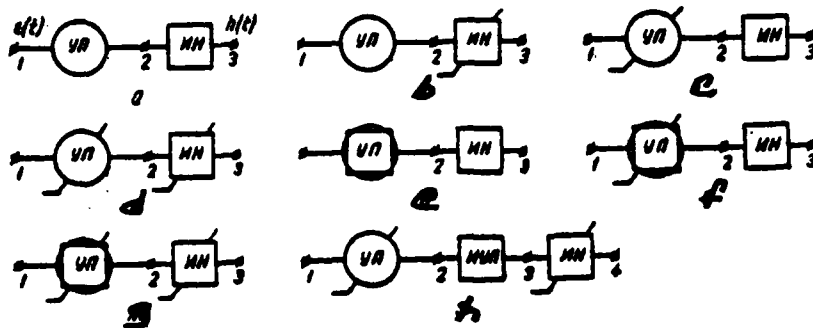 e(t) УП ИН h(t)
1 2 3
a
УП ИН
1 2 3
b
УП ИН
1 2 3
c
УП ИН
1 2 3
d
УП ИН
1 2 3
e
УП ИН
1 2 3
f
УП ИН
1 2 3
g
УП ИУП ИН
1 2 3 4
h